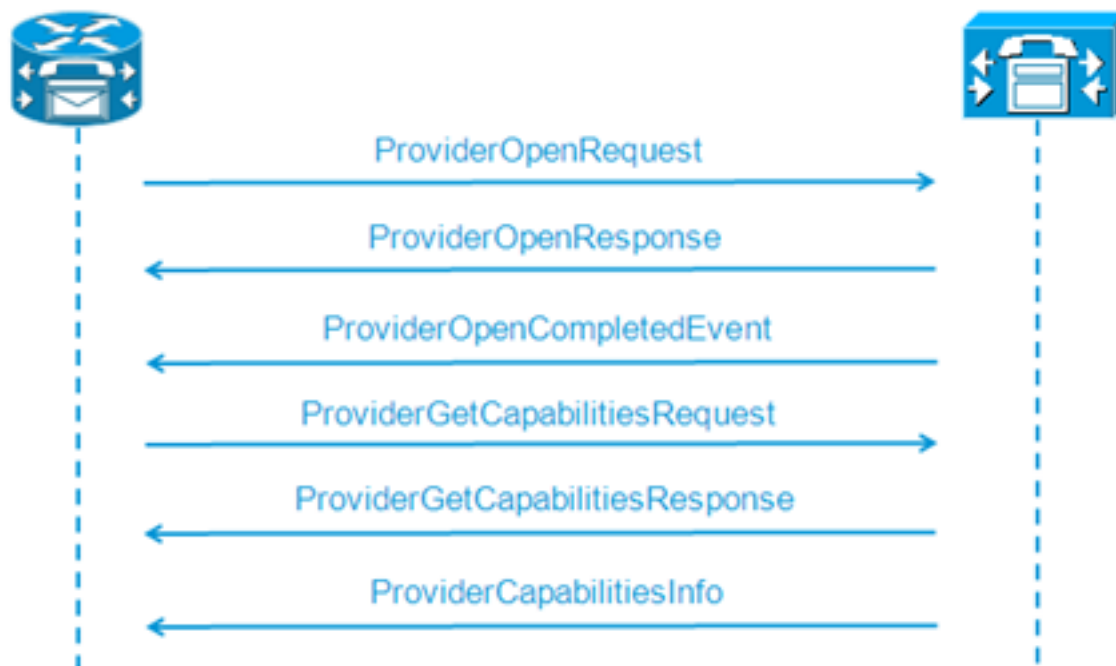 ProviderOpenRequest
ProviderOpenResponse
ProviderOpenCompletedEvent
ProviderGetCapabilitiesRequest
ProviderGetCapabilitiesResponse
ProviderCapabilitiesInfo